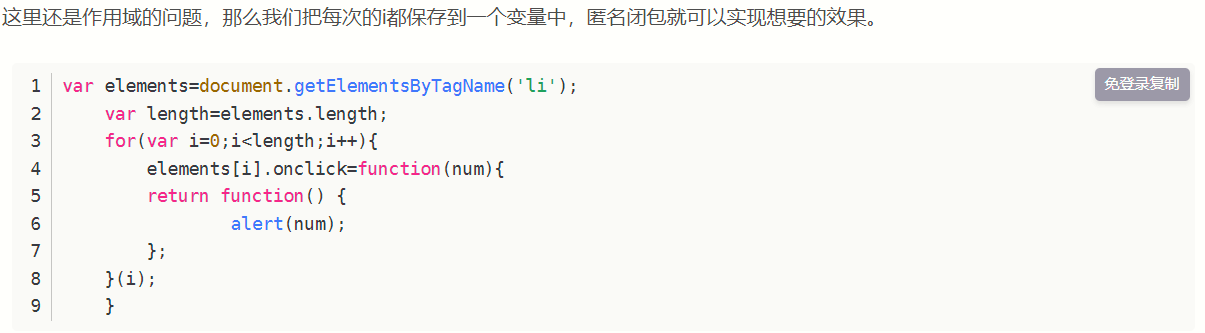 这里还是作用域的问题，那么我们把每次的i都保存到一个变量中，匿名闭包就可以实现想要的效果。
免登录复制
1 var elements=document.getElementsByTagName('li');
2     var length=elements.length;
3     for(var i=0;i<length;i++){
4         elements[i].onclick=function(num){
5         return function() {
6                 alert(num);
7         };
8     }(i);
9     }